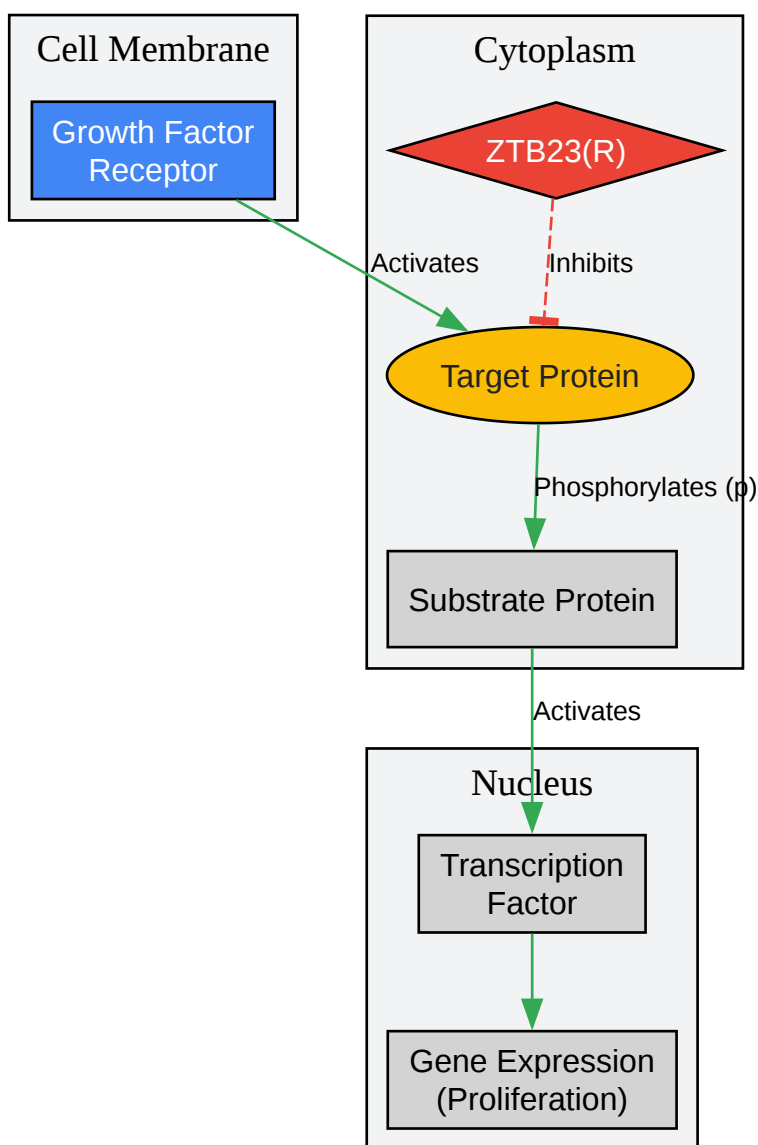 Cell Membrane
Growth Factor
Receptor
Cytoplasm
ZTB23(R)
Activates
Inhibits
Target Protein
Phosphorylates (p)
Substrate Protein
Activates
Nucleus
Transcription
Factor
Gene Expression
(Proliferation)